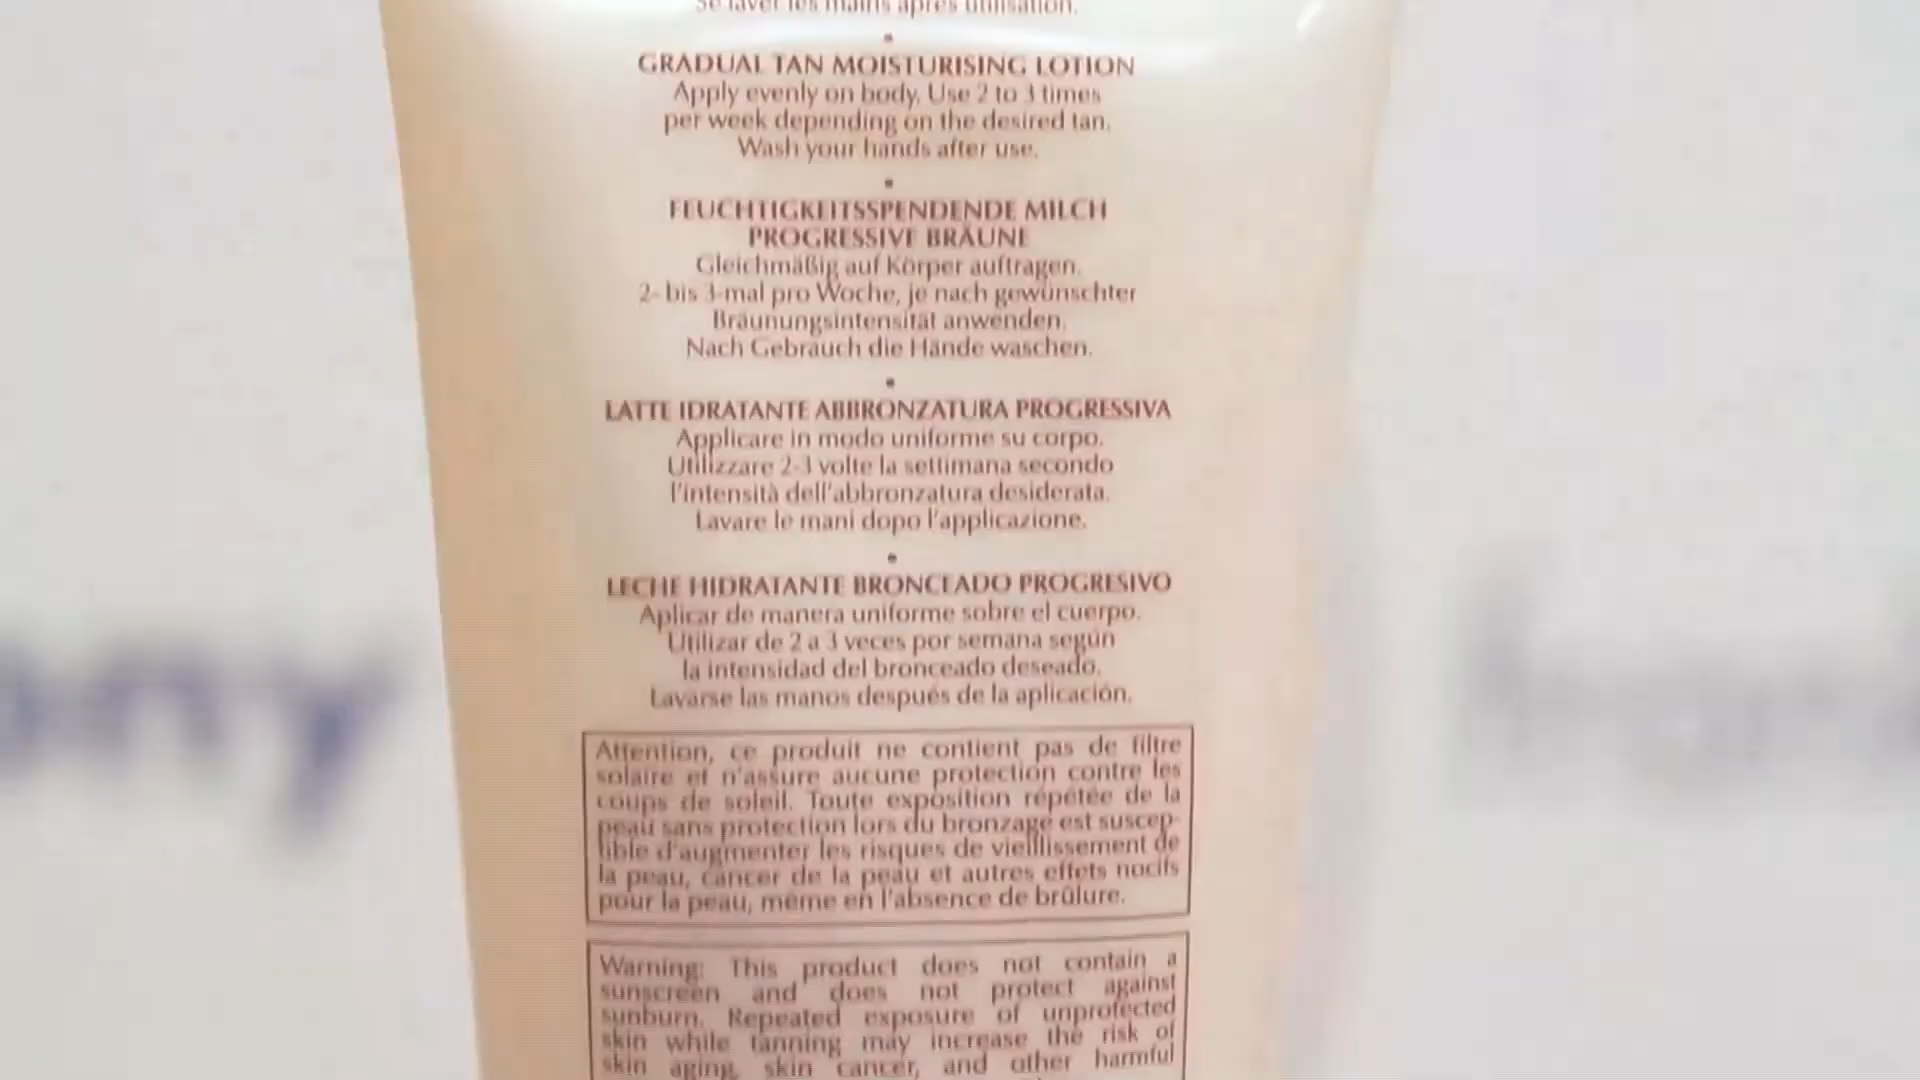 Se laver les mains après utilisation.
•
GRADUAL TAN MOISTURISING LOTION
Apply evenly on body. Use 2 to 3 times
per week depending on the desired tan.
Wash your hands after use.
•
FEUCHTIGKEITSSPENDENDE MILCH
PROGRESSIVE BRÄUNE
Gleichmäßig auf Körper auftragen.
2- bis 3-mal pro Woche, je nach gewünschter
Bräunungsintensität anwenden.
Nach Gebrauch die Hände waschen.
•
LATTE IDRATANTE ABBRONZATURA PROGRESSIVA
Applicare in modo uniforme su corpo.
Utilizzare 2-3 volte la settimana secondo
l'intensità dell'abbronzatura desiderata.
Lavare le mani dopo l'applicazione.
•
LECHE HIDRATANTE BRONCEADO PROGRESIVO
Aplicar de manera uniforme sobre el cuerpo.
Utilizar de 2 a 3 veces por semana según
la intensidad del bronceado deseado.
Lavarse las manos después de la aplicación.
Attention, ce produit ne contient pas de filtre
solaire et n'assure aucune protection contre les
coups de soleil. Toute exposition répétée de la
peau sans protection lors du bronzage est suscep-
tible d'augmenter les risques de vieillissement de
la peau, cancer de la peau et autres effets nocifs
pour la peau, même en l'absence de brûlure.
Warning: This product does not contain a
sunscreen and does not protect against
sunburn. Repeated exposure of unprotected
skin while tanning may increase the risk of
skin aging, skin cancer, and other harmful